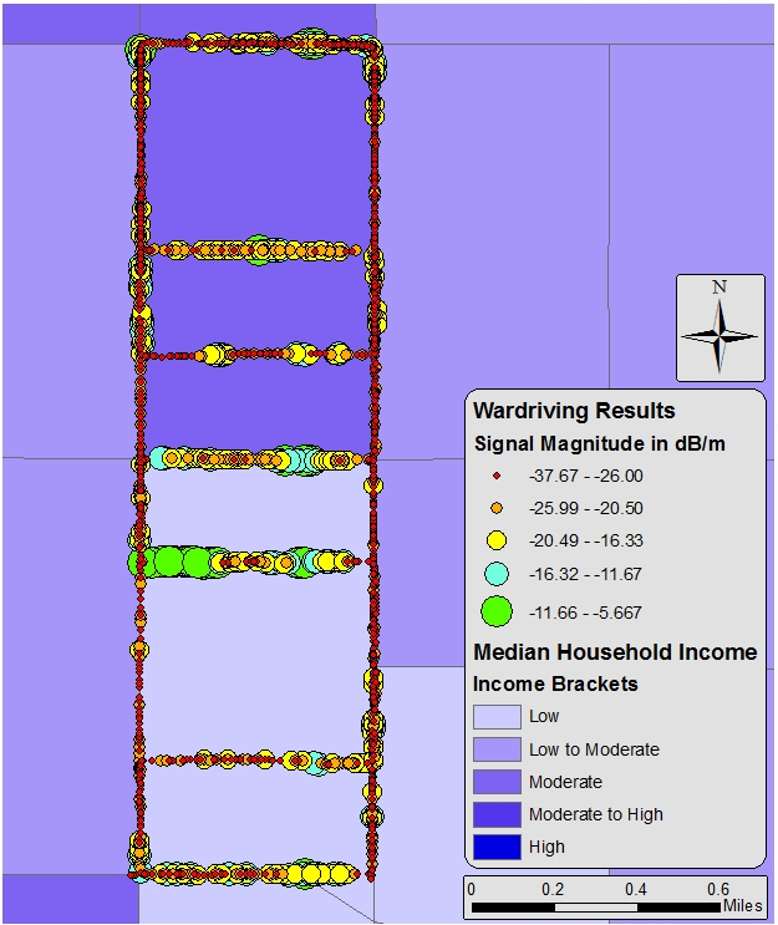 N
Wardriving Results
Signal Magnitude in dB/m
-37.67 - -26.00
-25.99 - -20.50
-20.49 - -16.33
-16.32 - -11.67
-11.66 - -5.667
Median Household Income
Income Brackets
Low
Low to Moderate
Moderate
Moderate to High
High
0 0.2 0.4 0.6
Miles